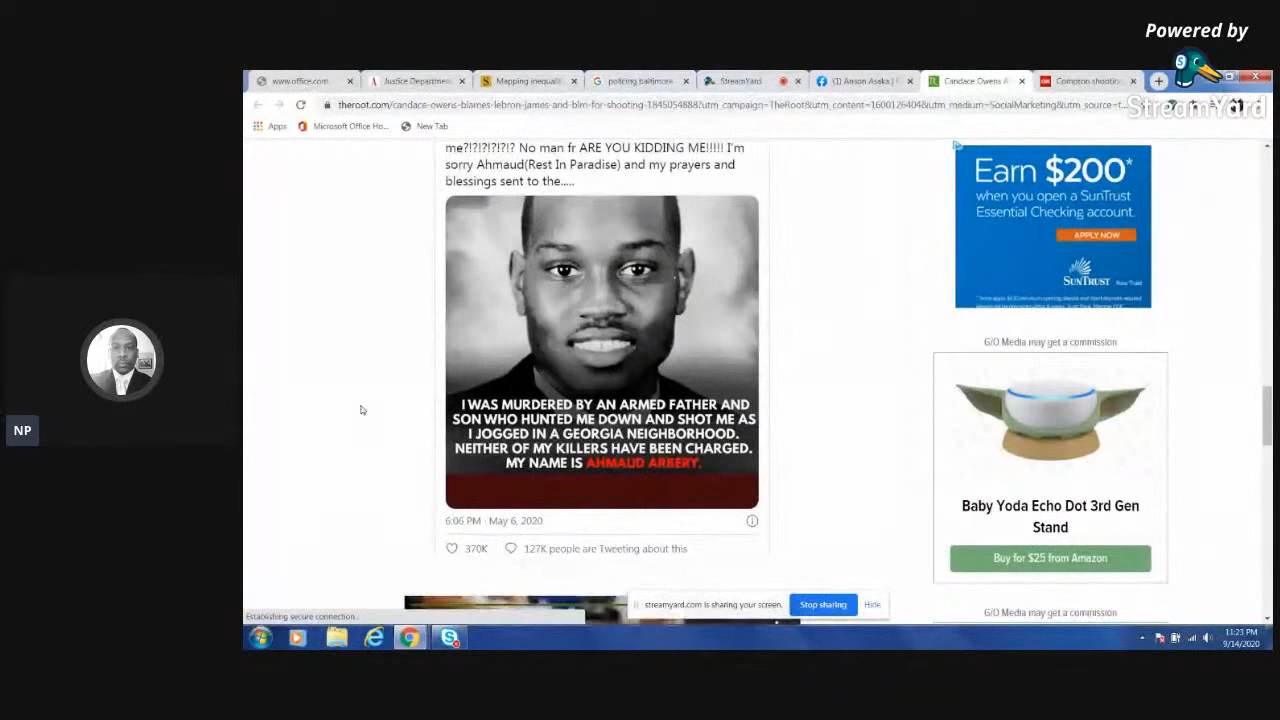 Powered by
StreamYard
www.office.com
Justice Department
Mapping inequali
policing baltimore
StreamYard
(1) Anson Asaka |
Candace Owens
Compton shootin
theroot.com/candace-owens-blames-lebron-james-and-blm-for-shooting-1845054888?utm_campaign=TheRoot&utm_content=1600126404&utm_medium=SocialMarketing&utm_source=t...
Apps
Microsoft Office Ho...
New Tab
me?!?!?!?!?! No man fr ARE YOU KIDDING ME!!!!! I'm
sorry Ahmaud(Rest In Paradise) and my prayers and
blessings sent to the.....
I WAS MURDERED BY AN ARMED FATHER AND
SON WHO HUNTED ME DOWN AND SHOT ME AS
I JOGGED IN A GEORGIA NEIGHBORHOOD.
NEITHER OF MY KILLERS HAVE BEEN CHARGED.
MY NAME IS AHMAUD ARBERY.
6:06 PM · May 6, 2020
370K
127K people are Tweeting about this
Earn $200*
when you open a SunTrust
Essential Checking account.
APPLY NOW
SUNTRUST
G/O Media may get a commission
Baby Yoda Echo Dot 3rd Gen
Stand
Buy for $25 from Amazon
G/O Media may get a commission
NP
streamyard.com is sharing your screen.
Stop sharing
Hide
Establishing secure connection...
11:23 PM
9/14/2020